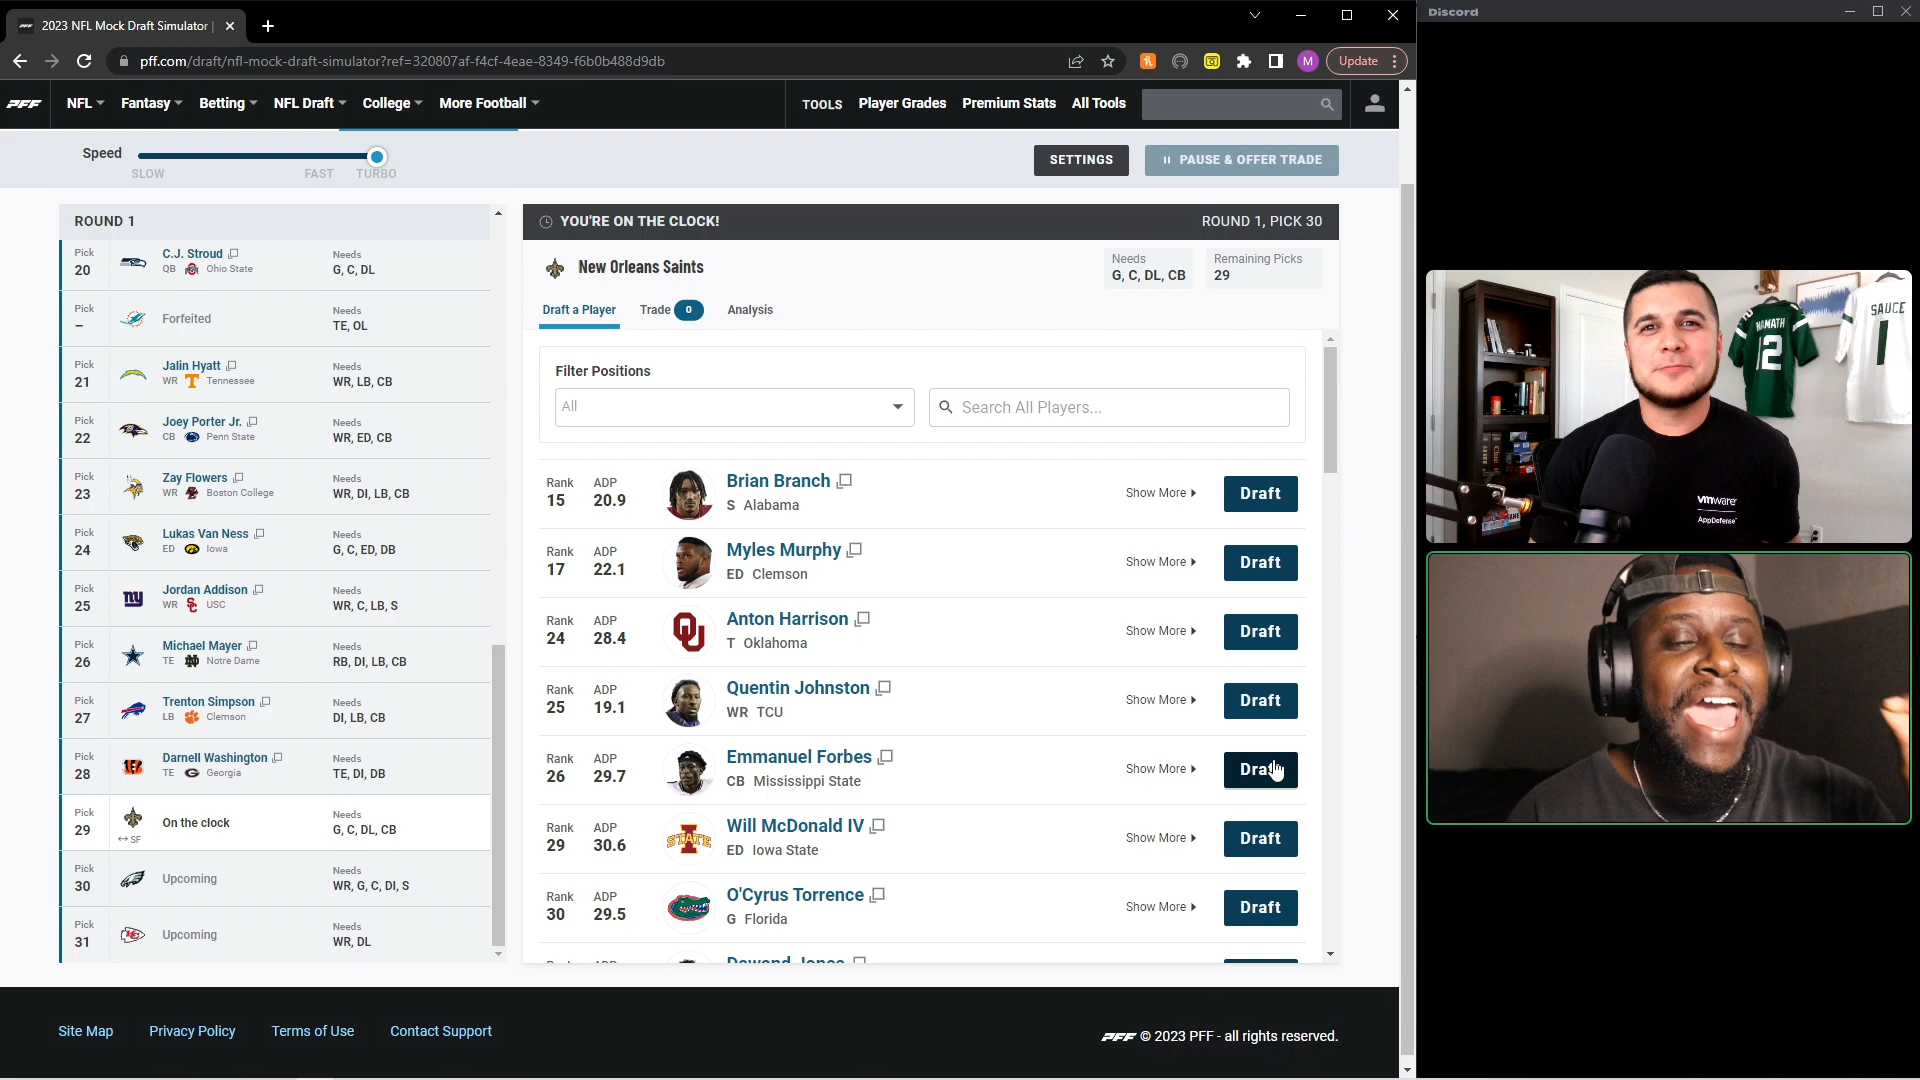 2023 NFL Mock Draft Simulator |
pff.com/draft/nfl-mock-draft-simulator?ref=320807af-f4cf-4eae-8349-f6b0b488d9db
M
Update
Discord
PFF
NFL
Fantasy
Betting
NFL Draft
College
More Football
TOOLS
Player Grades
Premium Stats
All Tools
Speed
SLOW
FAST
TURBO
SETTINGS
PAUSE & OFFER TRADE
ROUND 1
Pick 20
C.J. Stroud
QB Ohio State
Needs
G, C, DL
Pick –
Forfeited
Needs
TE, OL
Pick 21
Jalin Hyatt
WR Tennessee
Needs
WR, LB, CB
Pick 22
Joey Porter Jr.
CB Penn State
Needs
WR, ED, CB
Pick 23
Zay Flowers
WR Boston College
Needs
WR, DI, LB, CB
Pick 24
Lukas Van Ness
ED Iowa
Needs
G, C, ED, DB
Pick 25
ny
Jordan Addison
WR SC USC
Needs
WR, C, LB, S
Pick 26
Michael Mayer
TE Notre Dame
Needs
RB, DI, LB, CB
Pick 27
Trenton Simpson
LB Clemson
Needs
DI, LB, CB
Pick 28
Darnell Washington
TE Georgia
Needs
TE, DI, DB
Pick 29
↔ SF
On the clock
Needs
G, C, DL, CB
Pick 30
Upcoming
Needs
WR, G, C, DI, S
Pick 31
Upcoming
Needs
WR, DL
YOU'RE ON THE CLOCK!
ROUND 1, PICK 30
New Orleans Saints
Needs
G, C, DL, CB
Remaining Picks
29
Draft a Player
Trade 0
Analysis
Filter Positions
All
Search All Players...
Rank 15
ADP 20.9
Brian Branch
S Alabama
Show More
Draft
Rank 17
ADP 22.1
Myles Murphy
ED Clemson
Show More
Draft
Rank 24
ADP 28.4
OU
Anton Harrison
T Oklahoma
Show More
Draft
Rank 25
ADP 19.1
Quentin Johnston
WR TCU
Show More
Draft
Rank 26
ADP 29.7
Emmanuel Forbes
CB Mississippi State
Show More
Draft
Rank 29
ADP 30.6
STATE
Will McDonald IV
ED Iowa State
Show More
Draft
Rank 30
ADP 29.5
O'Cyrus Torrence
G Florida
Show More
Draft
Dawand Jones
Site Map
Privacy Policy
Terms of Use
Contact Support
PFF © 2023 PFF - all rights reserved.
NAMATH
12
SAUCE
1
vmware
AppDefense